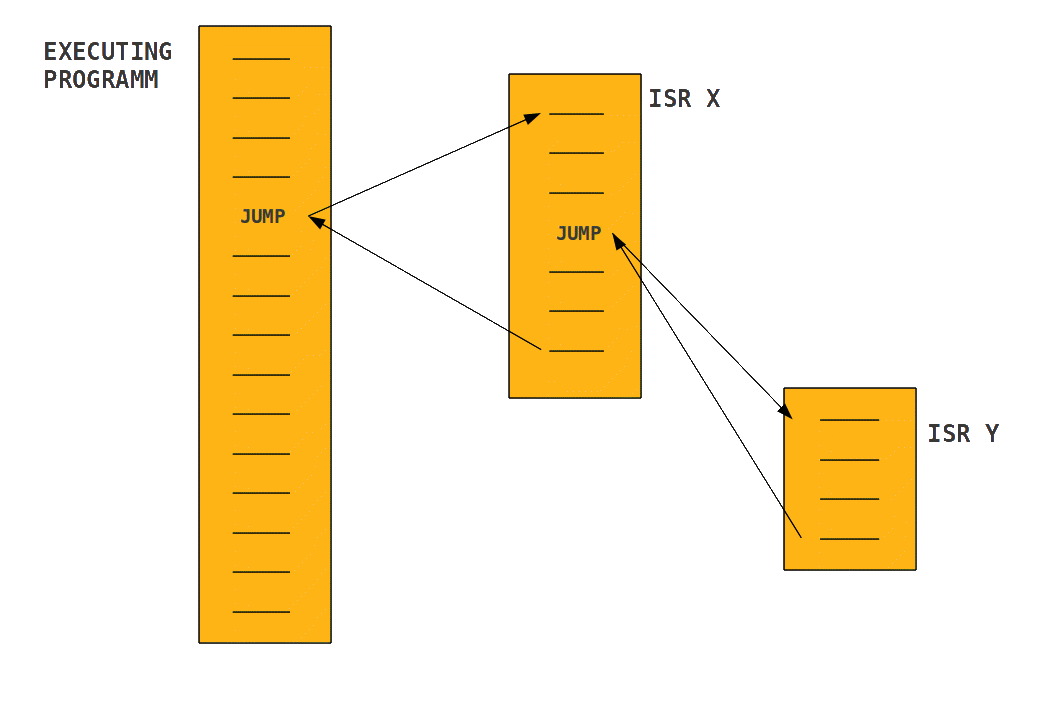 EXECUTING
PROGRAMM
ISR X
JUMP
JUMP
ISR Y